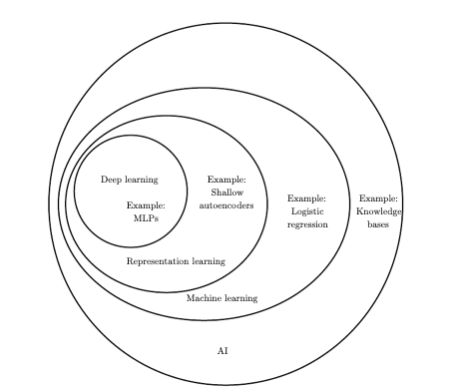 Deep learning
Example:
MLPs
Example:
Shallow
autoencoders
Example:
Logistic
regression
Example:
Knowledge
bases
Representation learning
Machine learning
AI